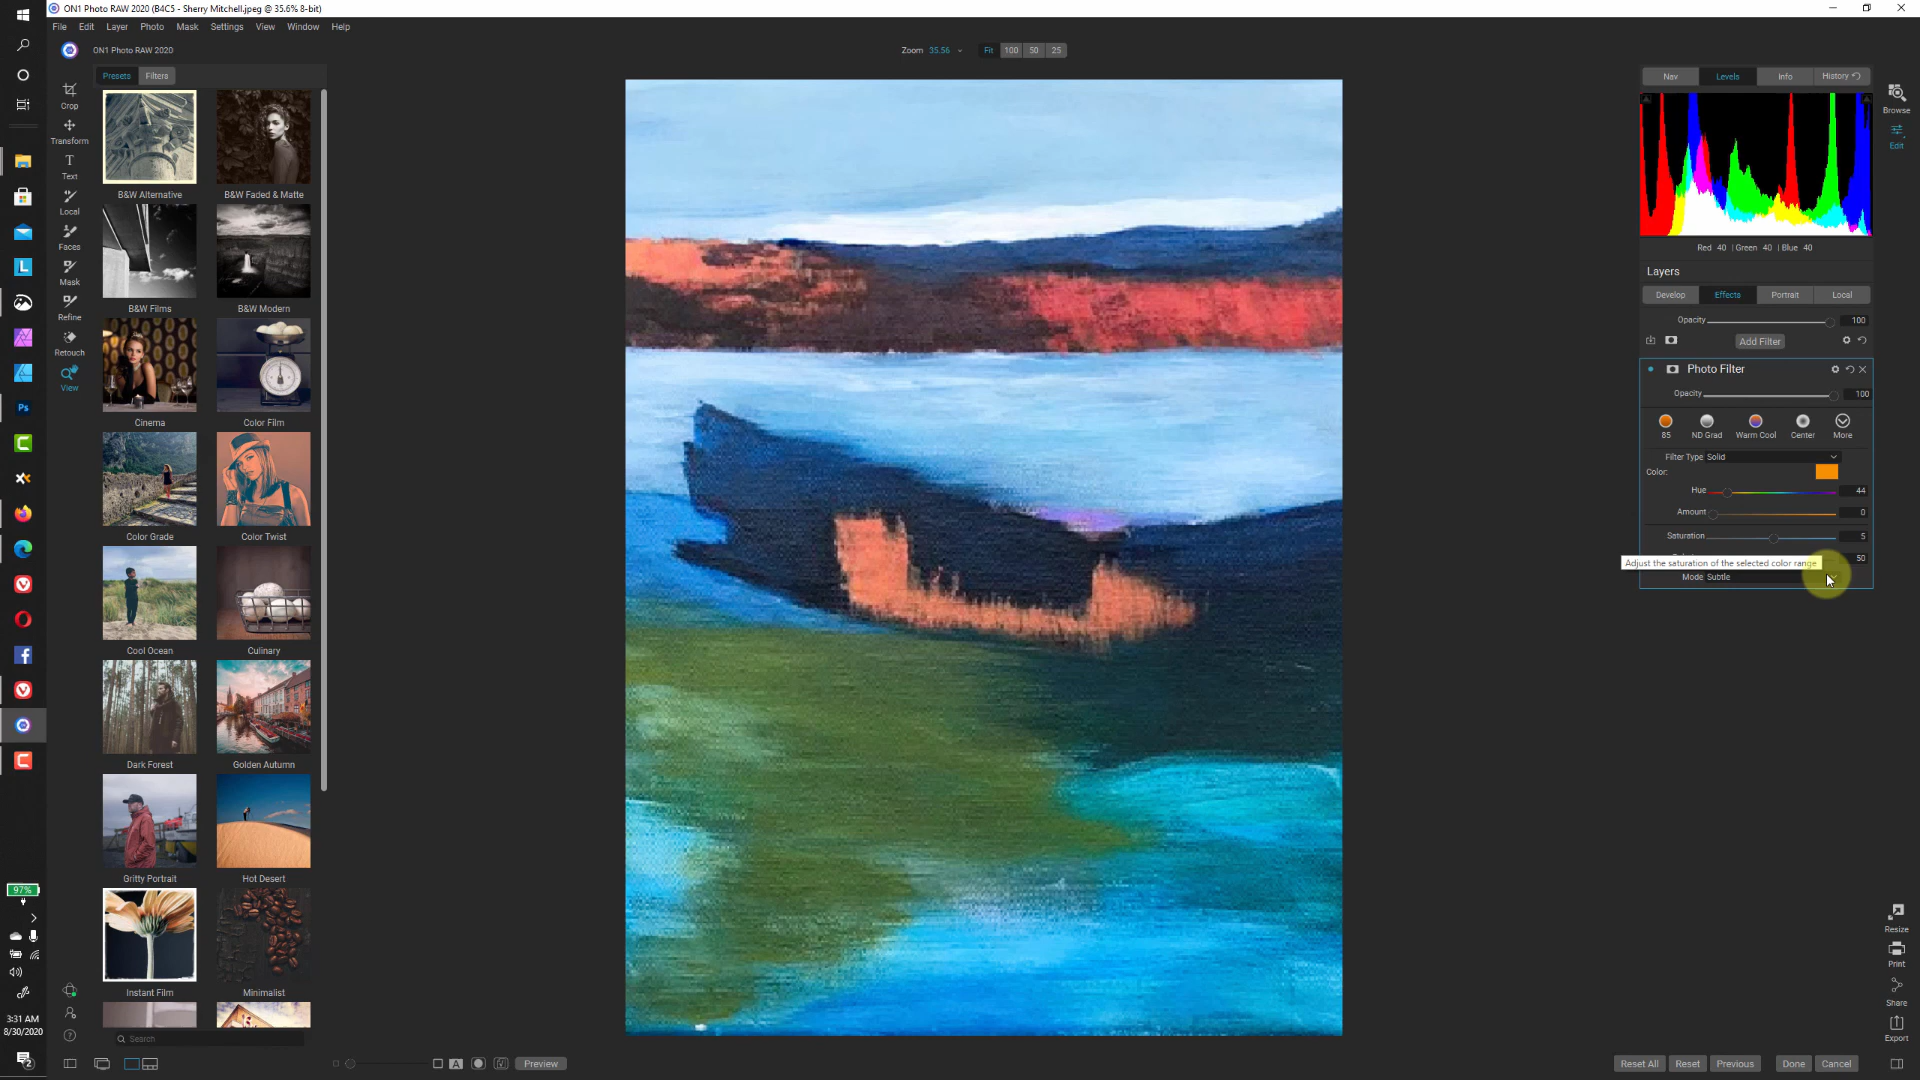 ON1 Photo RAW 2020 (B4C5 - Sherry Mitchell.jpeg @ 35.6% 8-bit)
File Edit Layer Photo Mask Settings View Window Help
ON1 Photo RAW 2020
Zoom 35.56 Fit 100 50 25
Presets Filters
Crop
Transform
Text
Local
Faces
Mask
Refine
Retouch
View
B&W Alternative B&W Faded & Matte
B&W Films B&W Modern
Cinema Color Film
Color Grade Color Twist
Cool Ocean Culinary
Dark Forest Golden Autumn
Gritty Portrait Hot Desert
Instant Film Minimalist
Search
Preview
Nav Levels Info History
Red 40 | Green 40 | Blue 40
Layers
Develop Effects Portrait Local
Opacity 100
Add Filter
Photo Filter
Opacity 100
85 ND Grad Warm Cool Center More
Filter Type Solid
Color:
Hue 44
Amount 0
Saturation 5
50
Adjust the saturation of the selected color range
Mode Subtle
Browse
Edit
Resize
Print
Share
Export
Reset All Reset Previous Done Cancel
L
Ps
97%
3:31 AM
8/30/2020
2
A